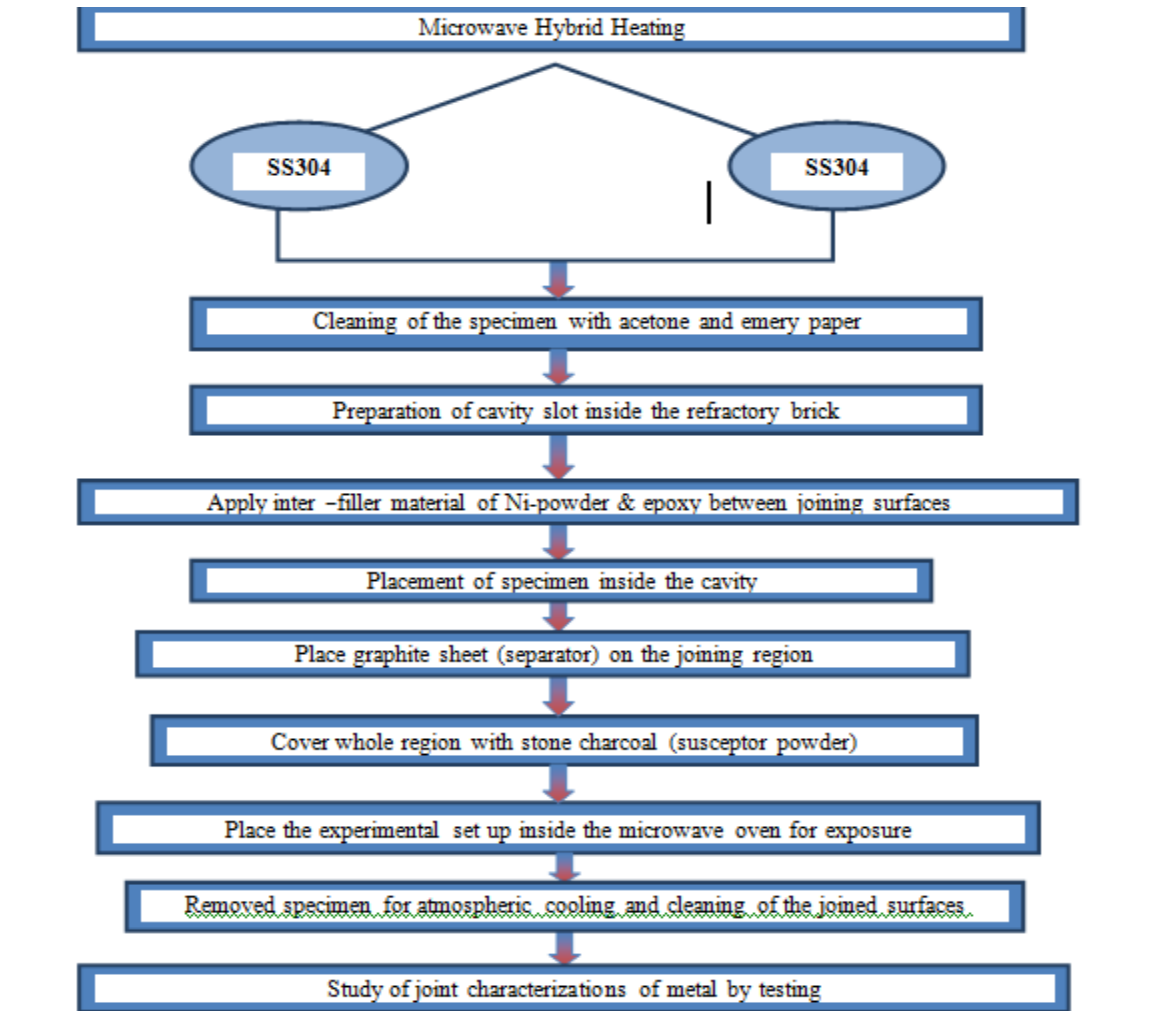 Microwave Hybrid Heating
SS304
SS304
Cleaning of the specimen with acetone and emery paper
Preparation of cavity slot inside the refractory brick
Apply inter –filler material of Ni-powder & epoxy between joining surfaces
Placement of specimen inside the cavity
Place graphite sheet (separator) on the joining region
Cover whole region with stone charcoal (susceptor powder)
Place the experimental set up inside the microwave oven for exposure
Removed specimen for atmospheric cooling and cleaning of the joined surfaces
Study of joint characterizations of metal by testing